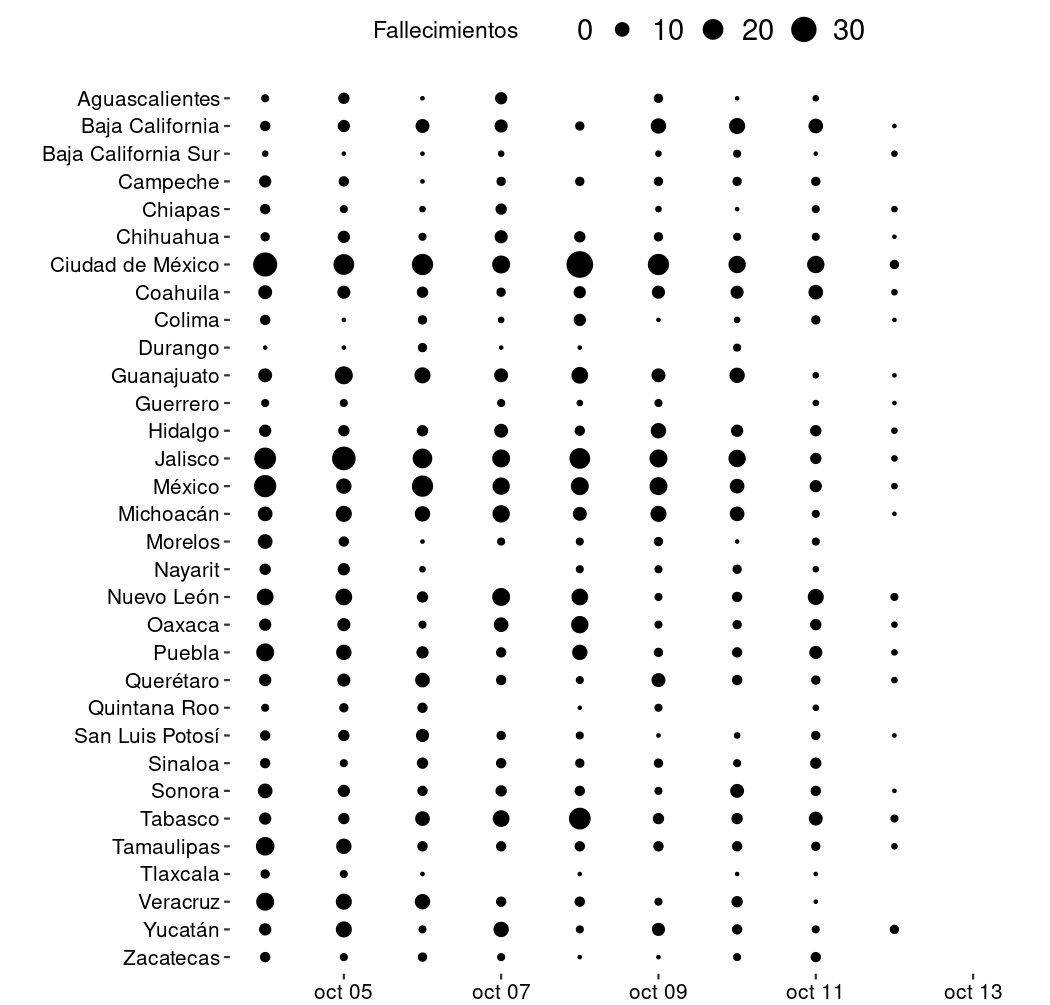 Fallecimientos 0 10 20 30
Aguascalientes
Baja California
Baja California Sur
Campeche
Chiapas
Chihuahua
Ciudad de México
Coahuila
Colima
Durango
Guanajuato
Guerrero
Hidalgo
Jalisco
México
Michoacán
Morelos
Nayarit
Nuevo León
Oaxaca
Puebla
Querétaro
Quintana Roo
San Luis Potosí
Sinaloa
Sonora
Tabasco
Tamaulipas
Tlaxcala
Veracruz
Yucatán
Zacatecas
oct 05 oct 07 oct 09 oct 11 oct 13